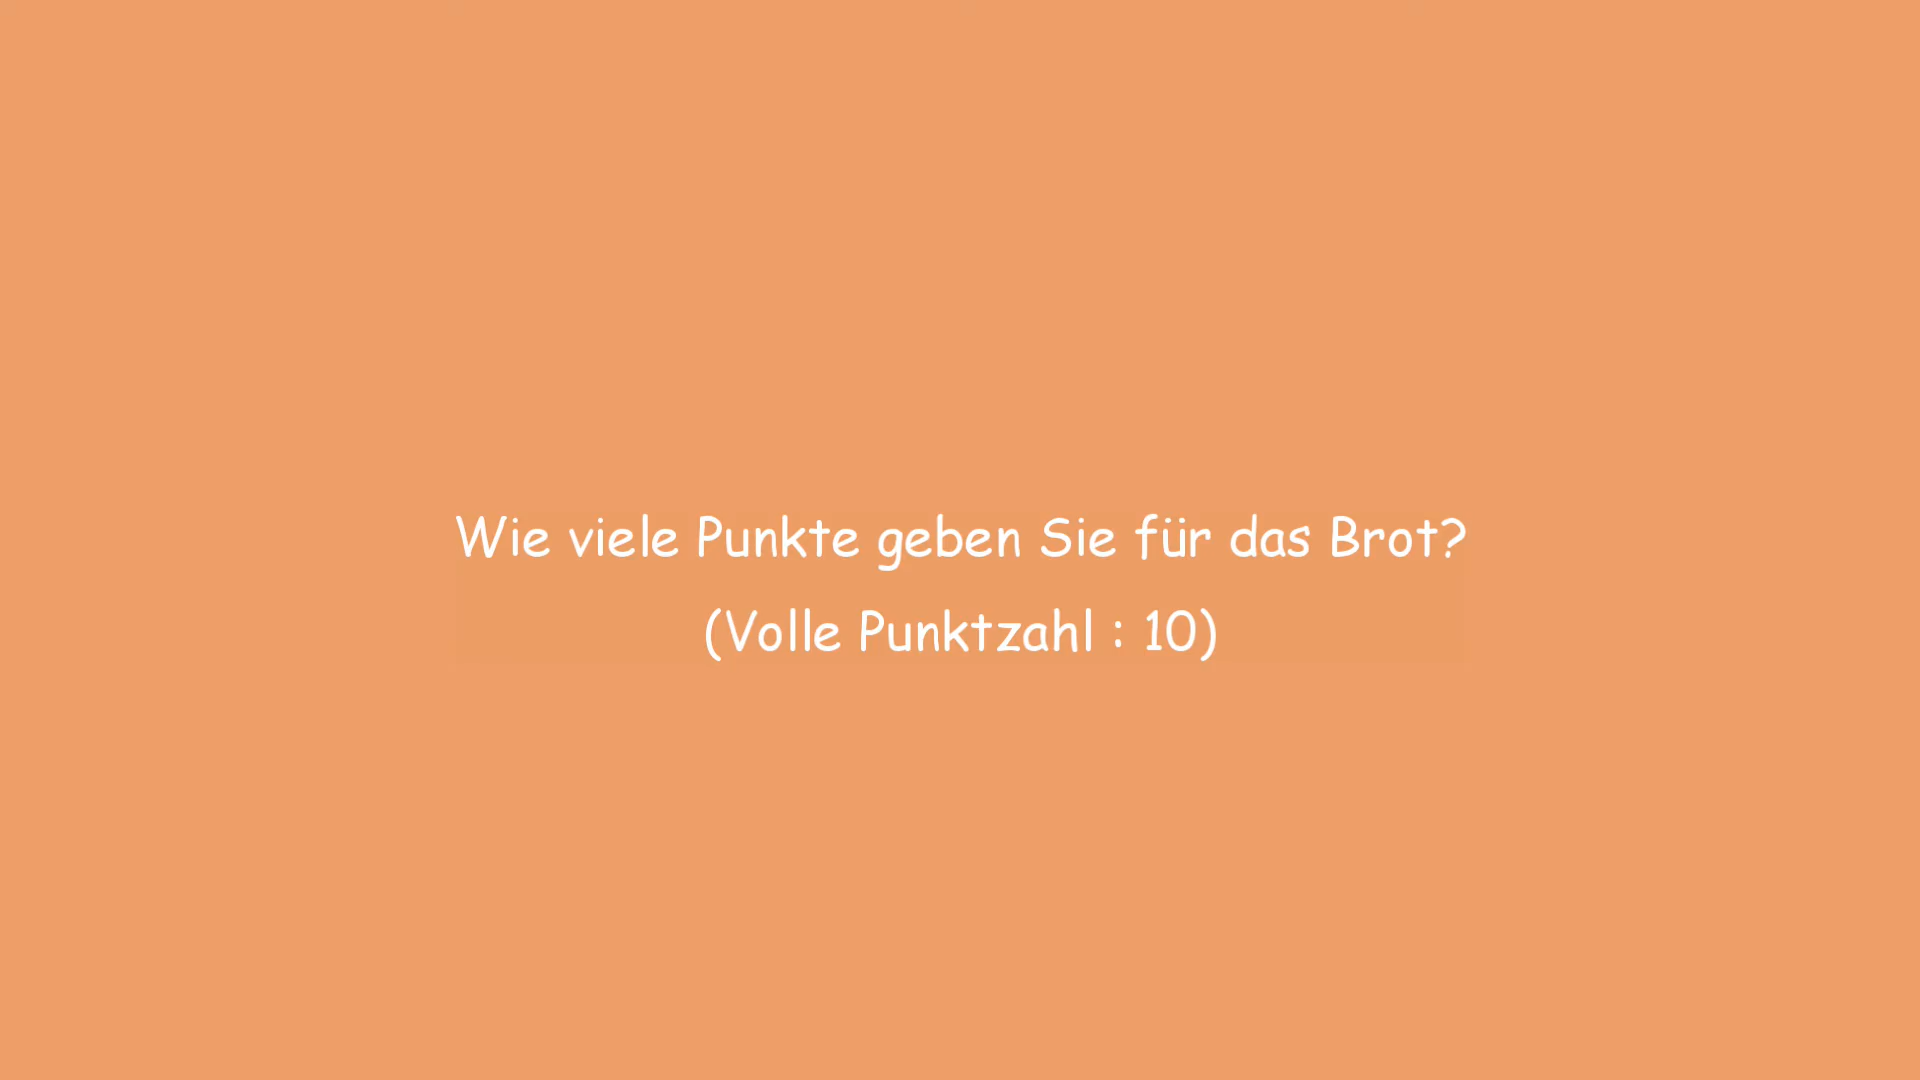 Wie viele Punkte geben Sie für das Brot?
(Volle Punktzahl : 10)